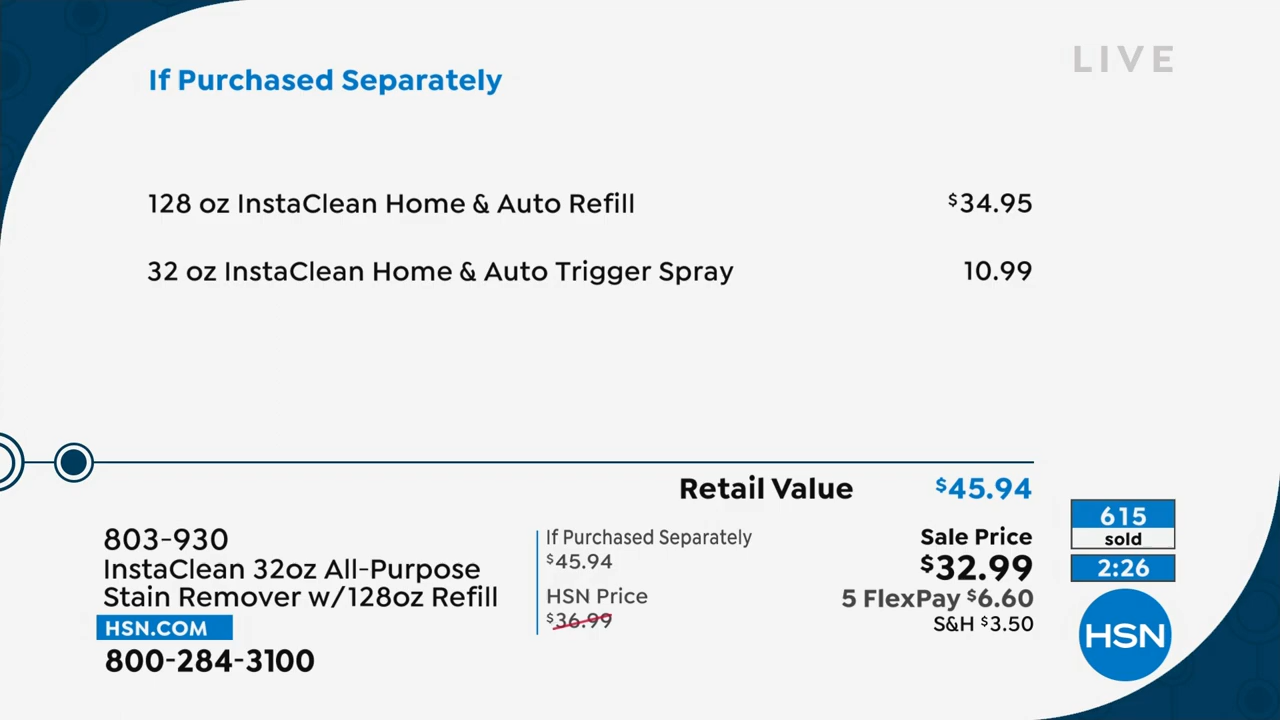 LIVE
If Purchased Separately
128 oz InstaClean Home & Auto Refill $34.95
32 oz InstaClean Home & Auto Trigger Spray 10.99
Retail Value $45.94
803-930
InstaClean 32oz All-Purpose
Stain Remover w/128oz Refill
HSN.COM
800-284-3100
If Purchased Separately
$45.94
HSN Price
$36.99
Sale Price
$32.99
5 FlexPay $6.60
S&H $3.50
615
sold
2:26
HSN